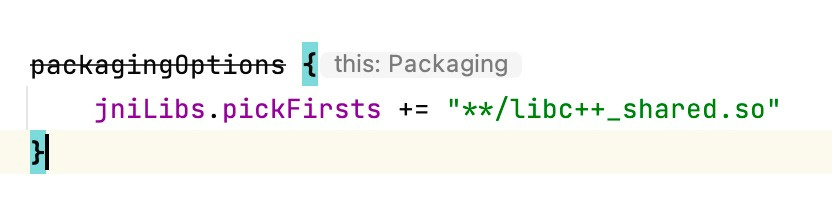 packagingOptions { this: Packaging
jniLibs.pickFirsts += "**/libc++_shared.so"
}